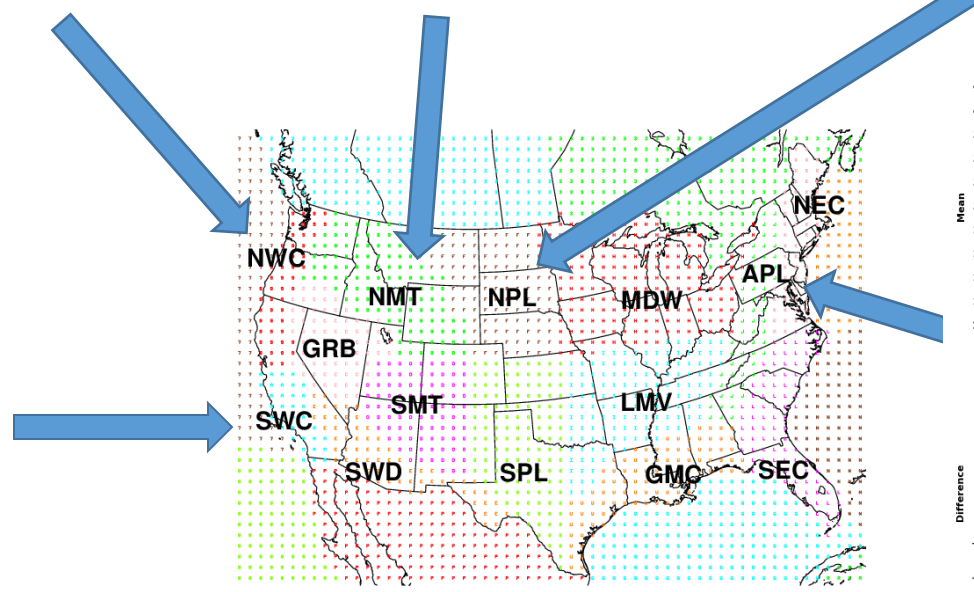 NEC
NWC
APL
NMT
NPL
MDW
GRB
SMT
LMV
SWC
SWD
SPL
GMC
SEC
Mean
Difference